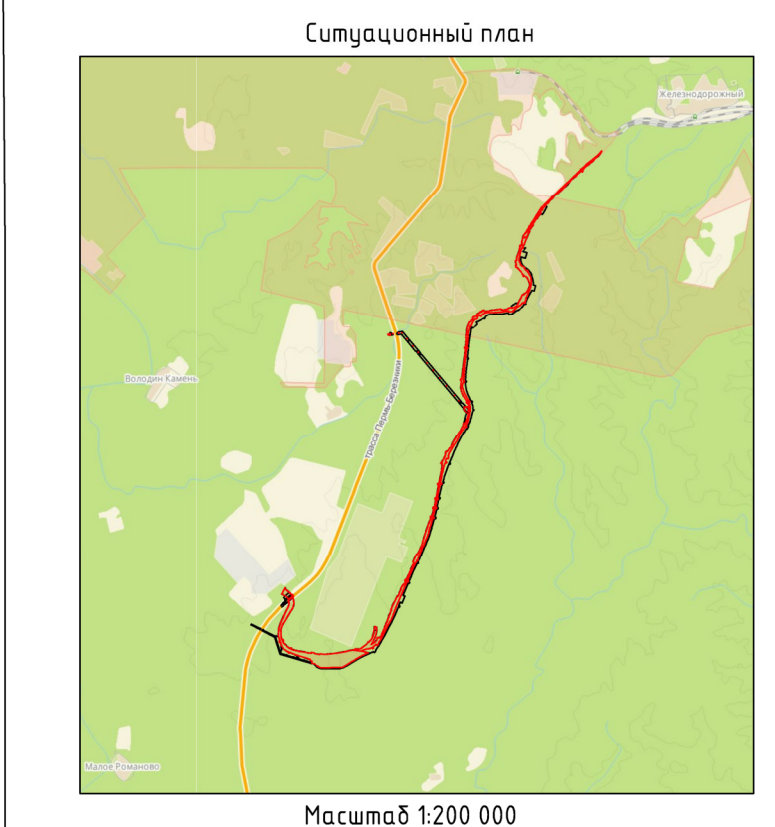 Ситуационный план
Железнодорожный
Володин Камень
трасса Пермь-Березники
Малое Романово
Масштаб 1:200 000